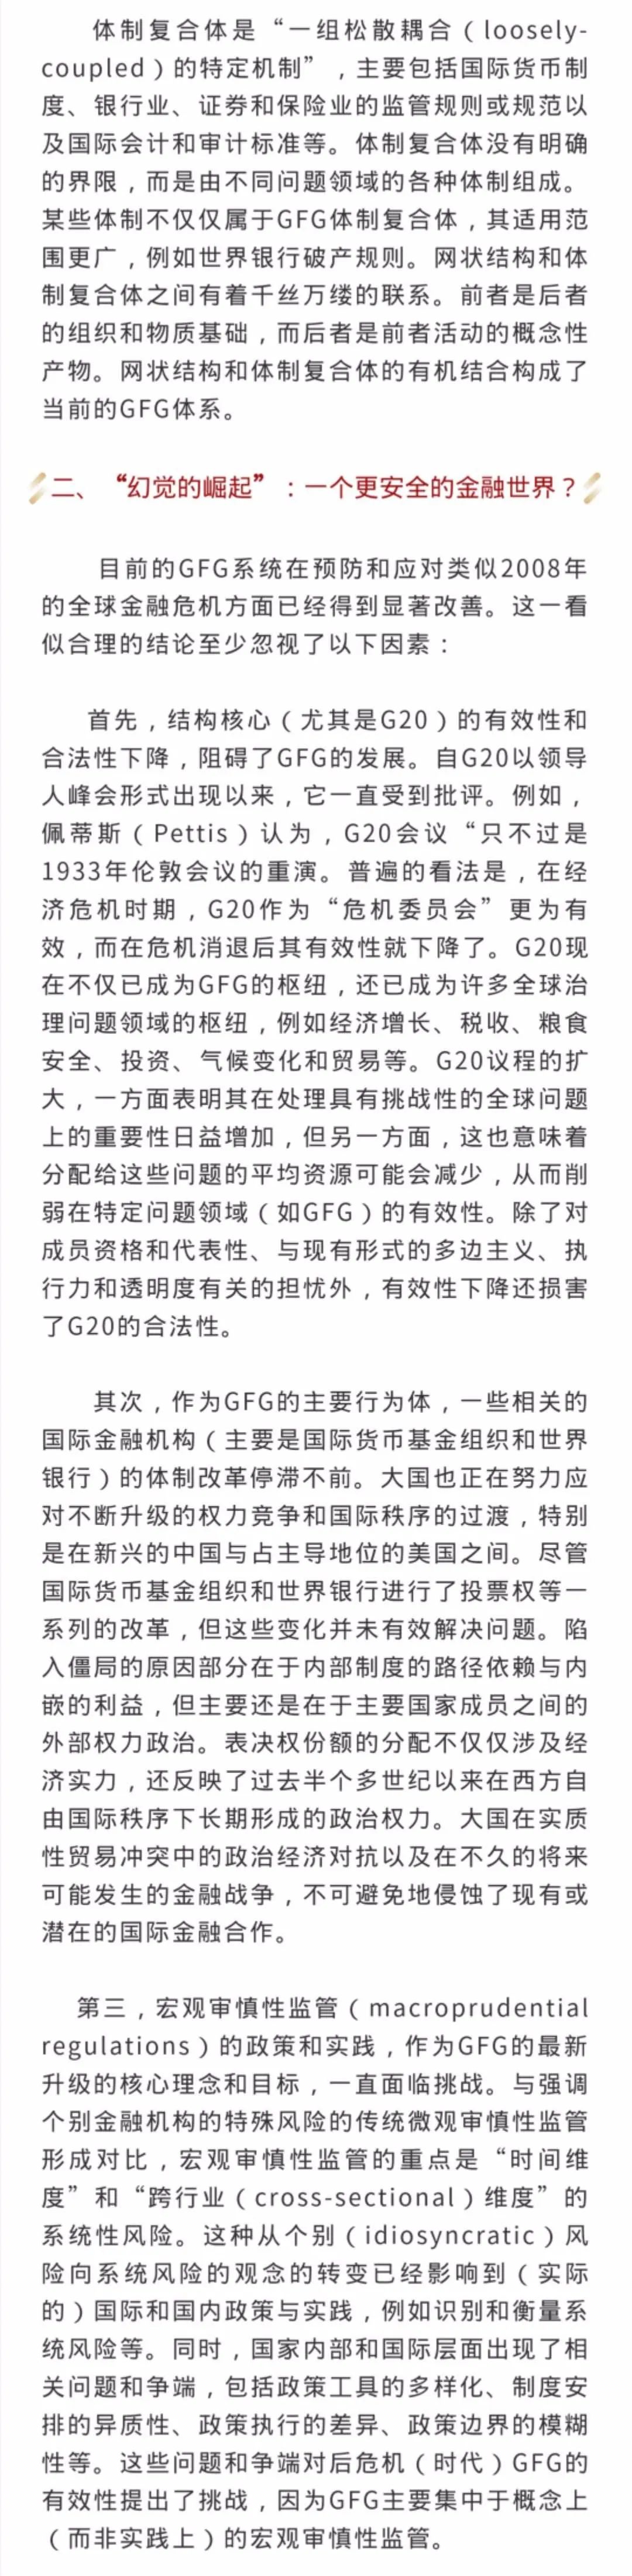 体制复合体是“一组松散耦合（loosely-
coupled）的特定机制”，主要包括国际货币制
度、银行业、证券和保险业的监管规则或规范以
及国际会计和审计标准等。体制复合体没有明确
的界限，而是由不同问题领域的各种体制组成。
某些体制不仅仅属于GFG体制复合体，其适用范
围更广，例如世界银行破产规则。网状结构和体
制复合体之间有着千丝万缕的联系。前者是后者
的组织和物质基础，而后者是前者活动的概念性
产物。网状结构和体制复合体的有机结合构成了
当前的GFG体系。
二、“幻觉的崛起”：一个更安全的金融世界？
目前的GFG系统在预防和应对类似2008年
的全球金融危机方面已经得到显著改善。这一看
似合理的结论至少忽视了以下因素：
首先，结构核心（尤其是G20）的有效性和
合法性下降，阻碍了GFG的发展。自G20以领导
人峰会形式出现以来，它一直受到批评。例如，
佩蒂斯（Pettis）认为，G20会议“只不过是
1933年伦敦会议的重演。普遍的看法是，在经
济危机时期，G20作为“危机委员会”更为有
效，而在危机消退后其有效性就下降了。G20现
在不仅已成为GFG的枢纽，还已成为许多全球治
理问题领域的枢纽，例如经济增长、税收、粮食
安全、投资、气候变化和贸易等。G20议程的扩
大，一方面表明其在处理具有挑战性的全球问题
上的重要性日益增加，但另一方面，这也意味着
分配给这些问题的平均资源可能会减少，从而削
弱在特定问题领域（如GFG）的有效性。除了对
成员资格和代表性、与现有形式的多边主义、执
行力和透明度有关的担忧外，有效性下降还损害
了G20的合法性。
其次，作为GFG的主要行为体，一些相关的
国际金融机构（主要是国际货币基金组织和世界
银行）的体制改革停滞不前。大国也正在努力应
对不断升级的权力竞争和国际秩序的过渡，特别
是在新兴的中国与占主导地位的美国之间。尽管
国际货币基金组织和世界银行进行了投票权等一
系列的改革，但这些变化并未有效解决问题。陷
入僵局的原因部分在于内部制度的路径依赖与内
嵌的利益，但主要还是在于主要国家成员之间的
外部权力政治。表决权份额的分配不仅仅涉及经
济实力，还反映了过去半个多世纪以来在西方自
由国际秩序下长期形成的政治权力。大国在实质
性贸易冲突中的政治经济对抗以及在不久的将来
可能发生的金融战争，不可避免地侵蚀了现有或
潜在的国际金融合作。
第三，宏观审慎性监管（macroprudential
regulations）的政策和实践，作为GFG的最新
升级的核心理念和目标，一直面临挑战。与强调
个别金融机构的特殊风险的传统微观审慎性监管
形成对比，宏观审慎性监管的重点是“时间维
度”和“跨行业（cross-sectional）维度”的
系统性风险。这种从个别（idiosyncratic）风
险向系统风险的观念的转变已经影响到（实际
的）国际和国内政策与实践，例如识别和衡量系
统风险等。同时，国家内部和国际层面出现了相
关问题和争端，包括政策工具的多样化、制度安
排的异质性、政策执行的差异、政策边界的模糊
性等。这些问题和争端对后危机（时代）GFG的
有效性提出了挑战，因为GFG主要集中于概念上
（而非实践上）的宏观审慎性监管。